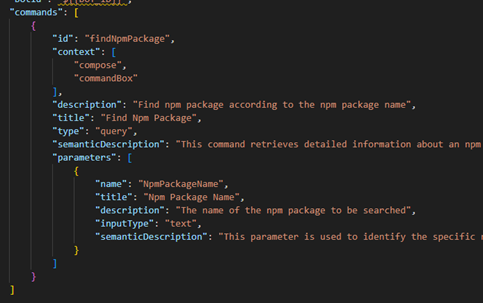 "commands": [
{
"id": "findNpmPackage",
"context": [
"compose",
"commandBox"
],
"description": "Find npm package according to the npm package name",
"title": "Find Npm Package",
"type": "query",
"semanticDescription": "This command retrieves detailed information about an npm
"parameters": [
{
"name": "NpmPackageName",
"title": "Npm Package Name",
"description": "The name of the npm package to be searched",
"inputType": "text",
"semanticDescription": "This parameter is used to identify the specific
}
]
}
]